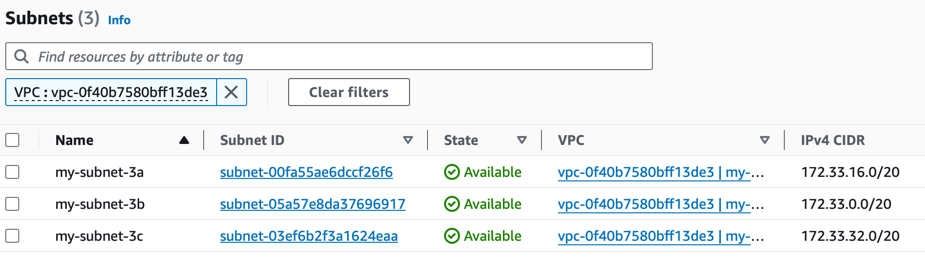 Subnets (3) Info
Find resources by attribute or tag
VPC : vpc-0f40b7580bff13de3 Clear filters
Name Subnet ID State VPC IPv4 CIDR
my-subnet-3a subnet-00fa55ae6dccf26f6 Available vpc-0f40b7580bff13de3 | my-... 172.33.16.0/20
my-subnet-3b subnet-05a57e8da37696917 Available vpc-0f40b7580bff13de3 | my-... 172.33.0.0/20
my-subnet-3c subnet-03ef6b2f3a1624eaa Available vpc-0f40b7580bff13de3 | my-... 172.33.32.0/20